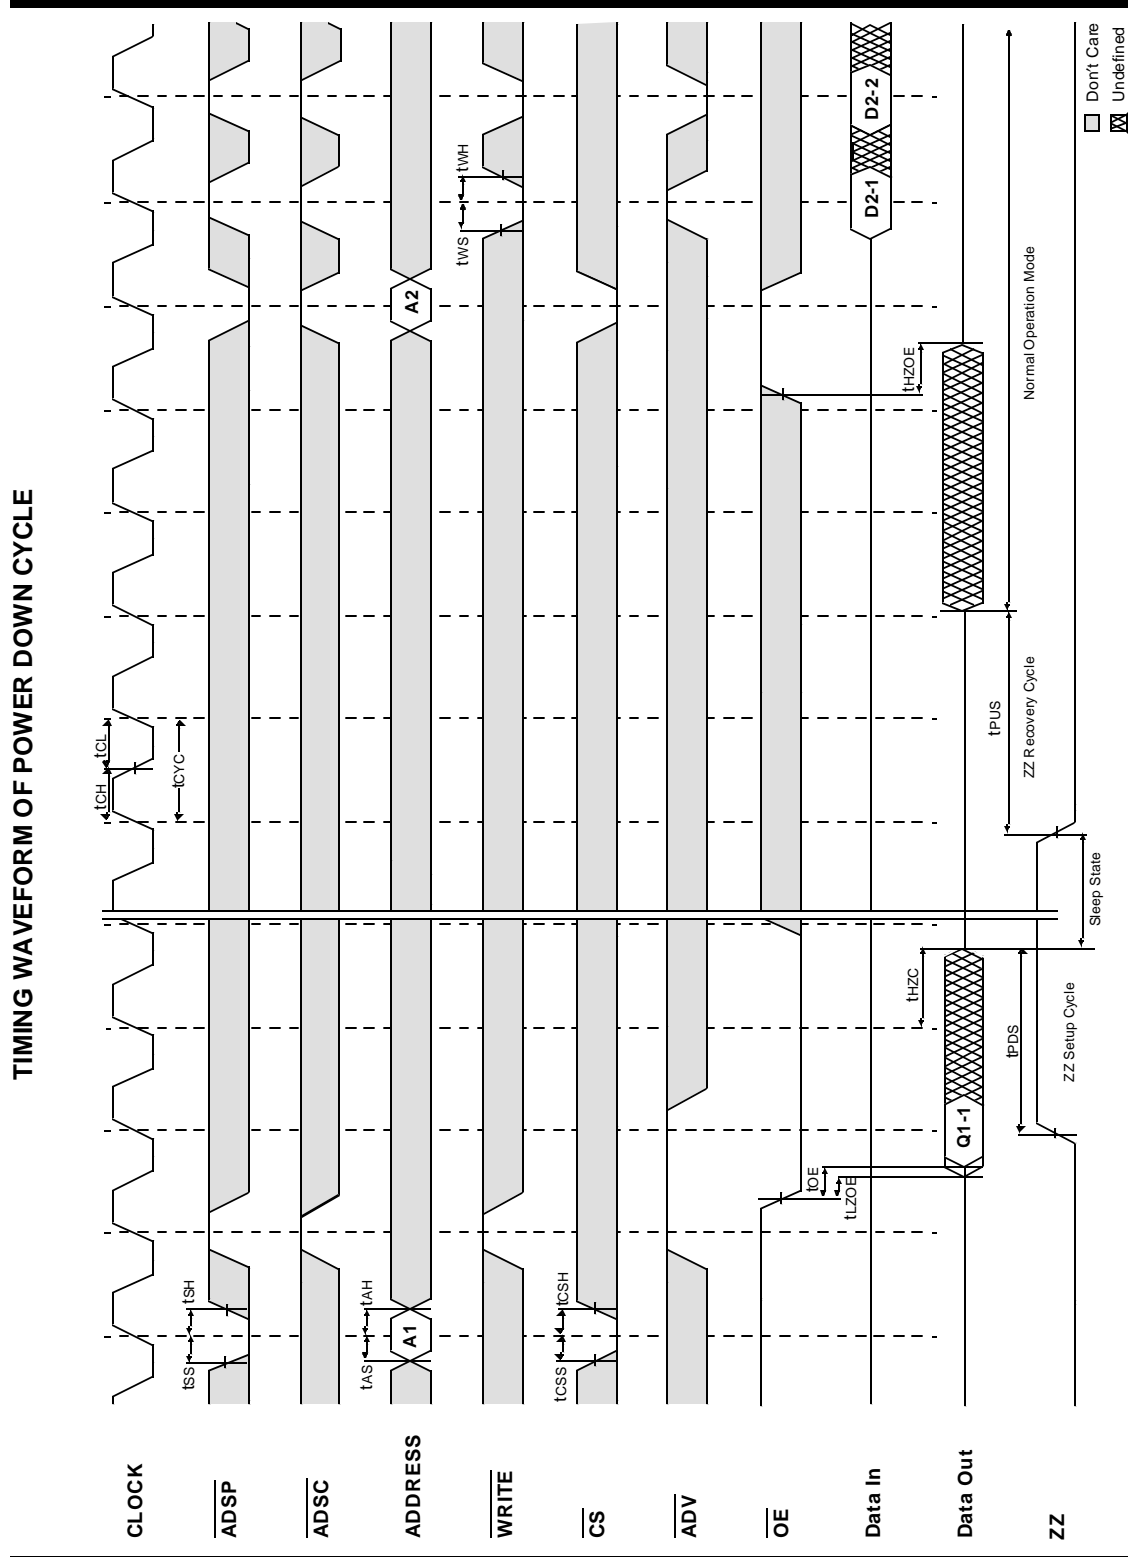 TIMING WAVEFORM OF POWER DOWN CYCLE
CLOCK
tCH
tCL
tCYC
ADSP
tSS
tSH
ADSC
ADDRESS
tAS
tAH
A1
A2
WRITE
tWS
tWH
CS
tCSS
tCSH
ADV
OE
tOE
tLZOE
Data In
D2-1
D2-2
tHZC
tHZOE
Data Out
Q1-1
tPDS
tPUS
ZZ Setup Cycle
ZZ Recovery Cycle
Normal Operation Mode
ZZ
Sleep State
Don't Care
Undefined